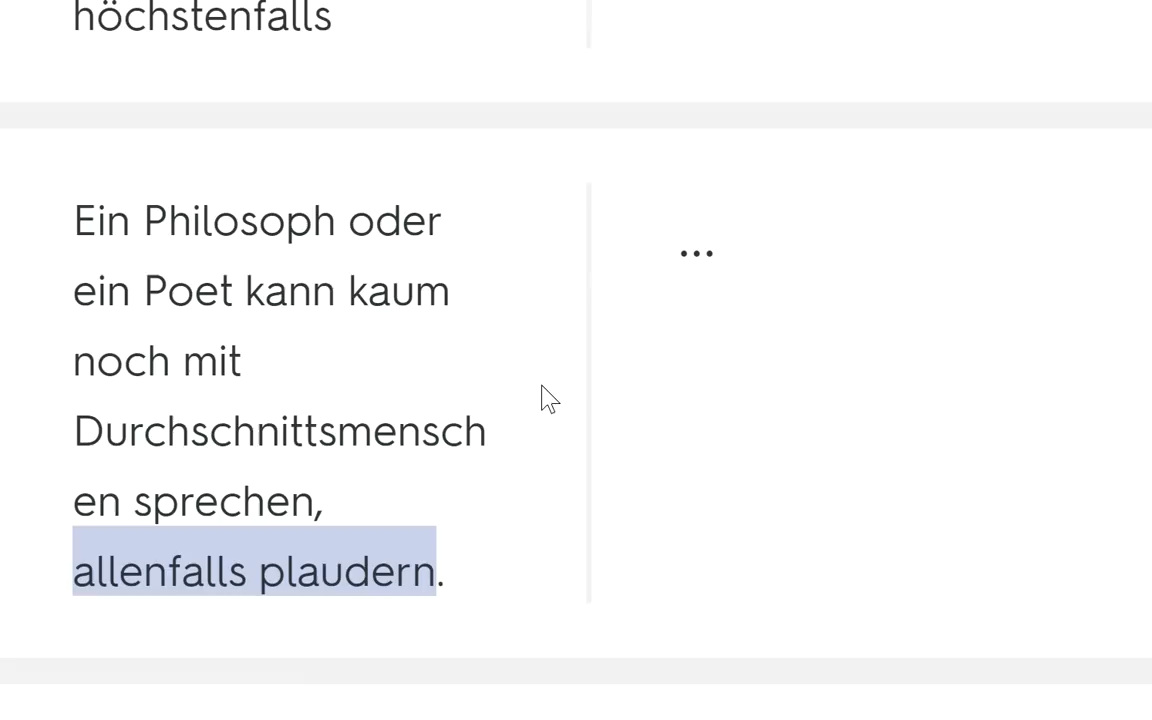 höchstenfalls
Ein Philosoph oder
ein Poet kann kaum
noch mit
Durchschnittsmensch
en sprechen,
allenfalls plaudern.
...